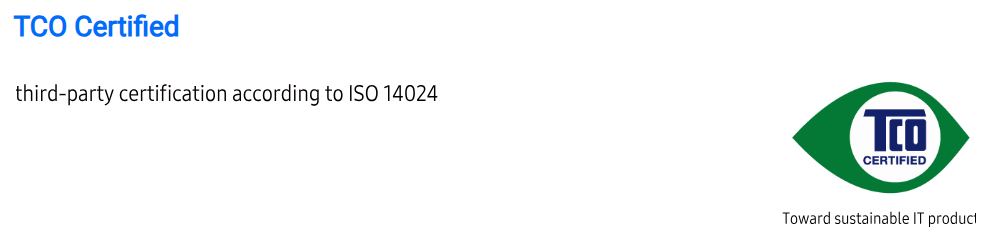 TCO Certified
third-party certification according to ISO 14024
TCO
CERTIFIED
Toward sustainable IT product